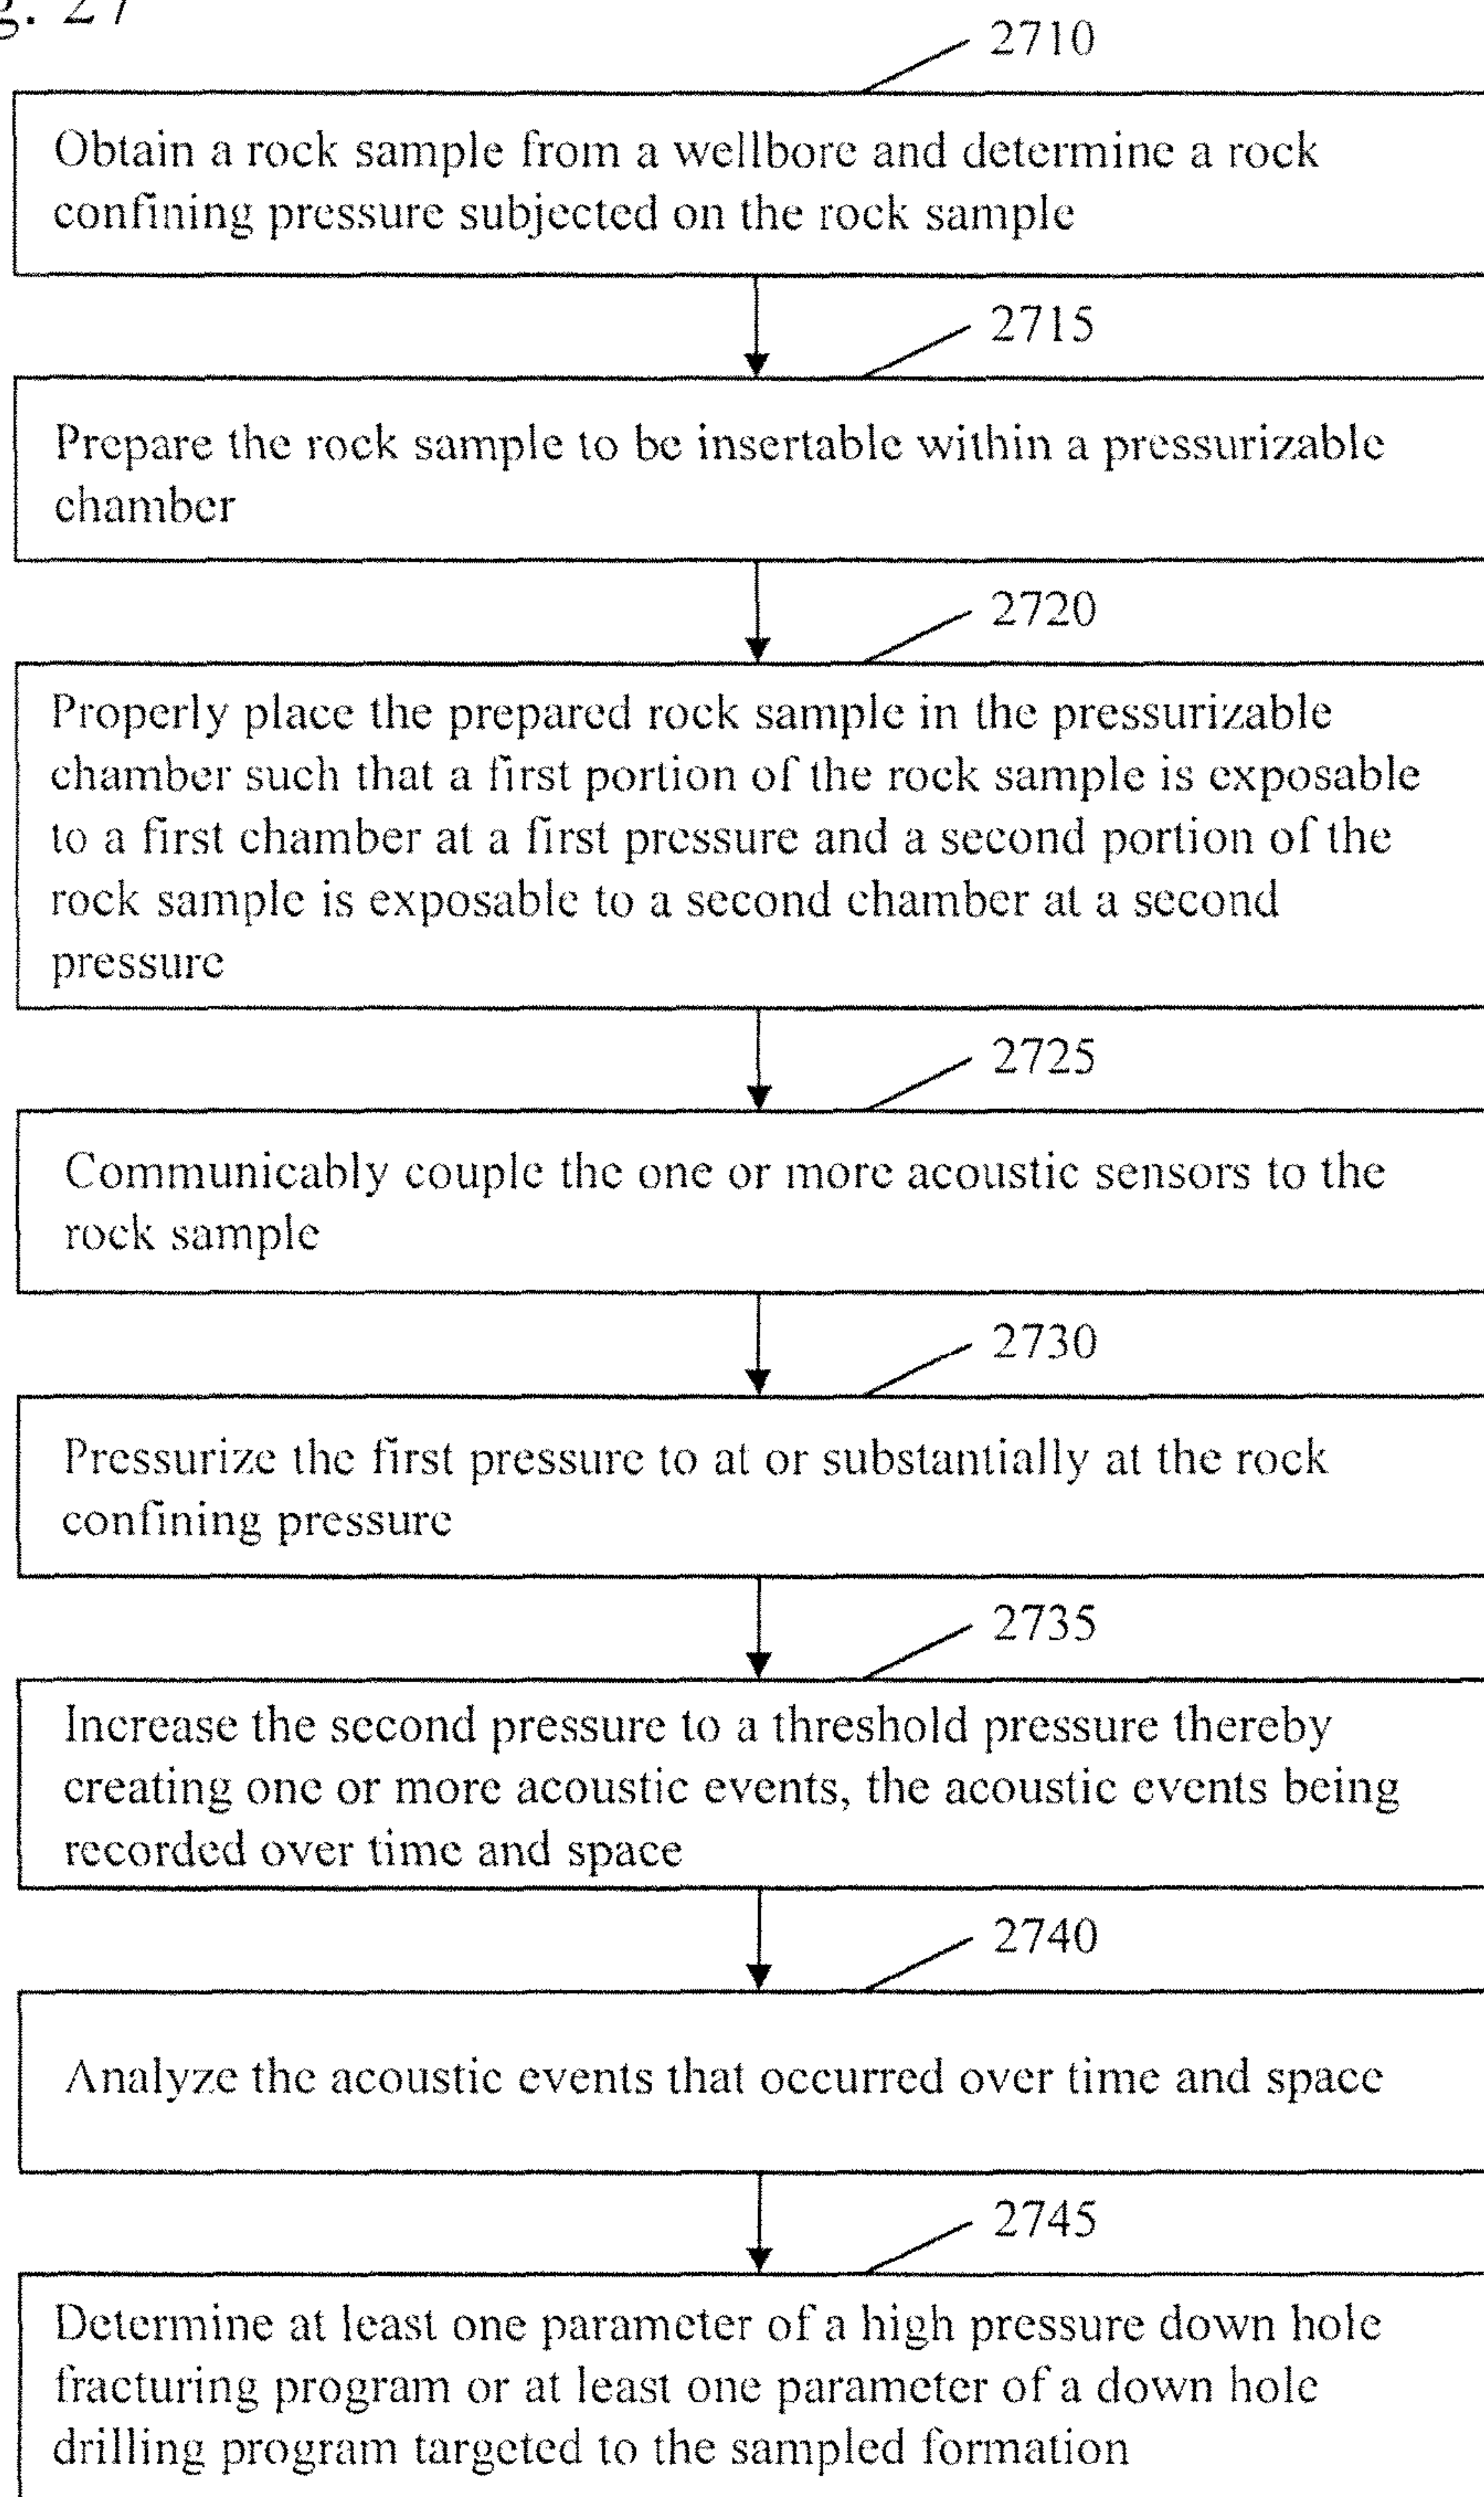 g. 27
2710
Obtain a rock sample from a wellbore and determine a rock
confining pressure subjected on the rock sample
2715
Prepare the rock sample to be insertable within a pressurizable
chamber
2720
Properly place the prepared rock sample in the pressurizable
chamber such that a first portion of the rock sample is exposable
to a first chamber at a first pressure and a second portion of the
rock sample is exposable to a second chamber at a second
pressure
2725
Communicably couple the one or more acoustic sensors to the
rock sample
2730
Pressurize the first pressure to at or substantially at the rock
confining pressure
2735
Increase the second pressure to a threshold pressure thereby
creating one or more acoustic events, the acoustic events being
recorded over time and space
2740
Analyze the acoustic events that occurred over time and space
2745
Determine at least one parameter of a high pressure down hole
fracturing program or at least one parameter of a down hole
drilling program targeted to the sampled formation